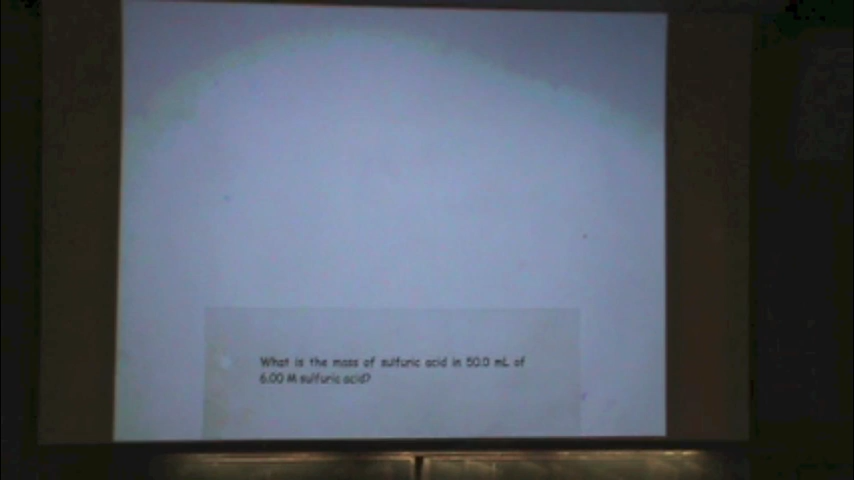 What is the mass of sulfuric acid in 50.0 mL of
6.00 M sulfuric acid?